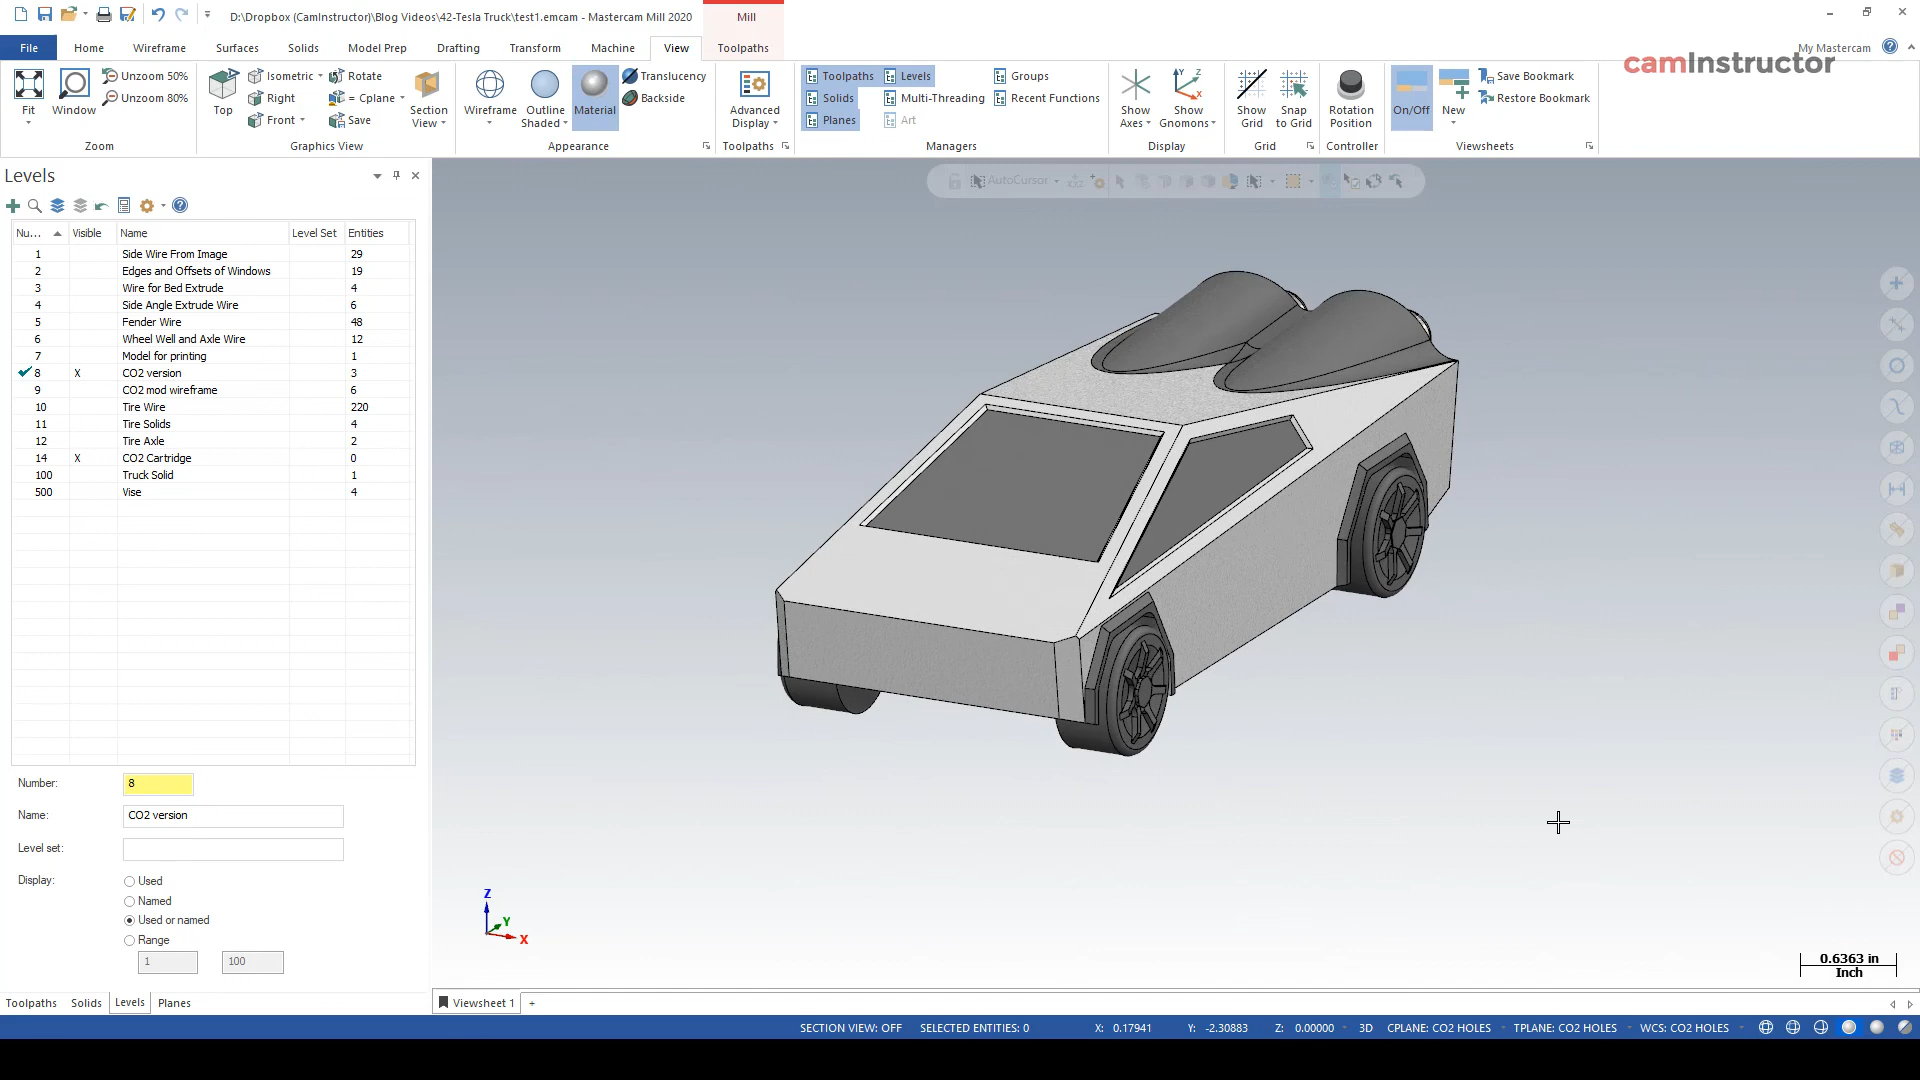 D:\Dropbox (CamInstructor)\Blog Videos\42-Tesla Truck\test1.emcam - Mastercam Mill 2020
Mill
File Home Wireframe Surfaces Solids Model Prep Drafting Transform Machine View Toolpaths My Mastercam
camInstructor
Fit
Window
Unzoom 50%
Unzoom 80%
Zoom
Top
Isometric
Right
Front
Rotate
= Cplane
Save
Section View
Graphics View
Wireframe
Outline Shaded
Material
Translucency
Backside
Appearance
Advanced Display
Toolpaths
Toolpaths
Solids
Planes
Levels
Multi-Threading
Art
Groups
Recent Functions
Managers
Show Axes
Show Gnomons
Display
Show Grid
Snap to Grid
Grid
Rotation Position
Controller
On/Off
New
Save Bookmark
Restore Bookmark
Viewsheets
Levels
AutoCursor
Nu... Visible Name Level Set Entities
1 Side Wire From Image 29
2 Edges and Offsets of Windows 19
3 Wire for Bed Extrude 4
4 Side Angle Extrude Wire 6
5 Fender Wire 48
6 Wheel Well and Axle Wire 12
7 Model for printing 1
8 X CO2 version 3
9 CO2 mod wireframe 6
10 Tire Wire 220
11 Tire Solids 4
12 Tire Axle 2
14 X CO2 Cartridge 0
100 Truck Solid 1
500 Vise 4
Number: 8
Name: CO2 version
Level set:
Display: Used
Named
Used or named
Range
1 100
Z
Y
X
0.6363 in
Inch
Toolpaths Solids Levels Planes
Viewsheet 1 +
SECTION VIEW: OFF SELECTED ENTITIES: 0 X: 0.17941 Y: -2.30883 Z: 0.00000 3D CPLANE: CO2 HOLES TPLANE: CO2 HOLES WCS: CO2 HOLES